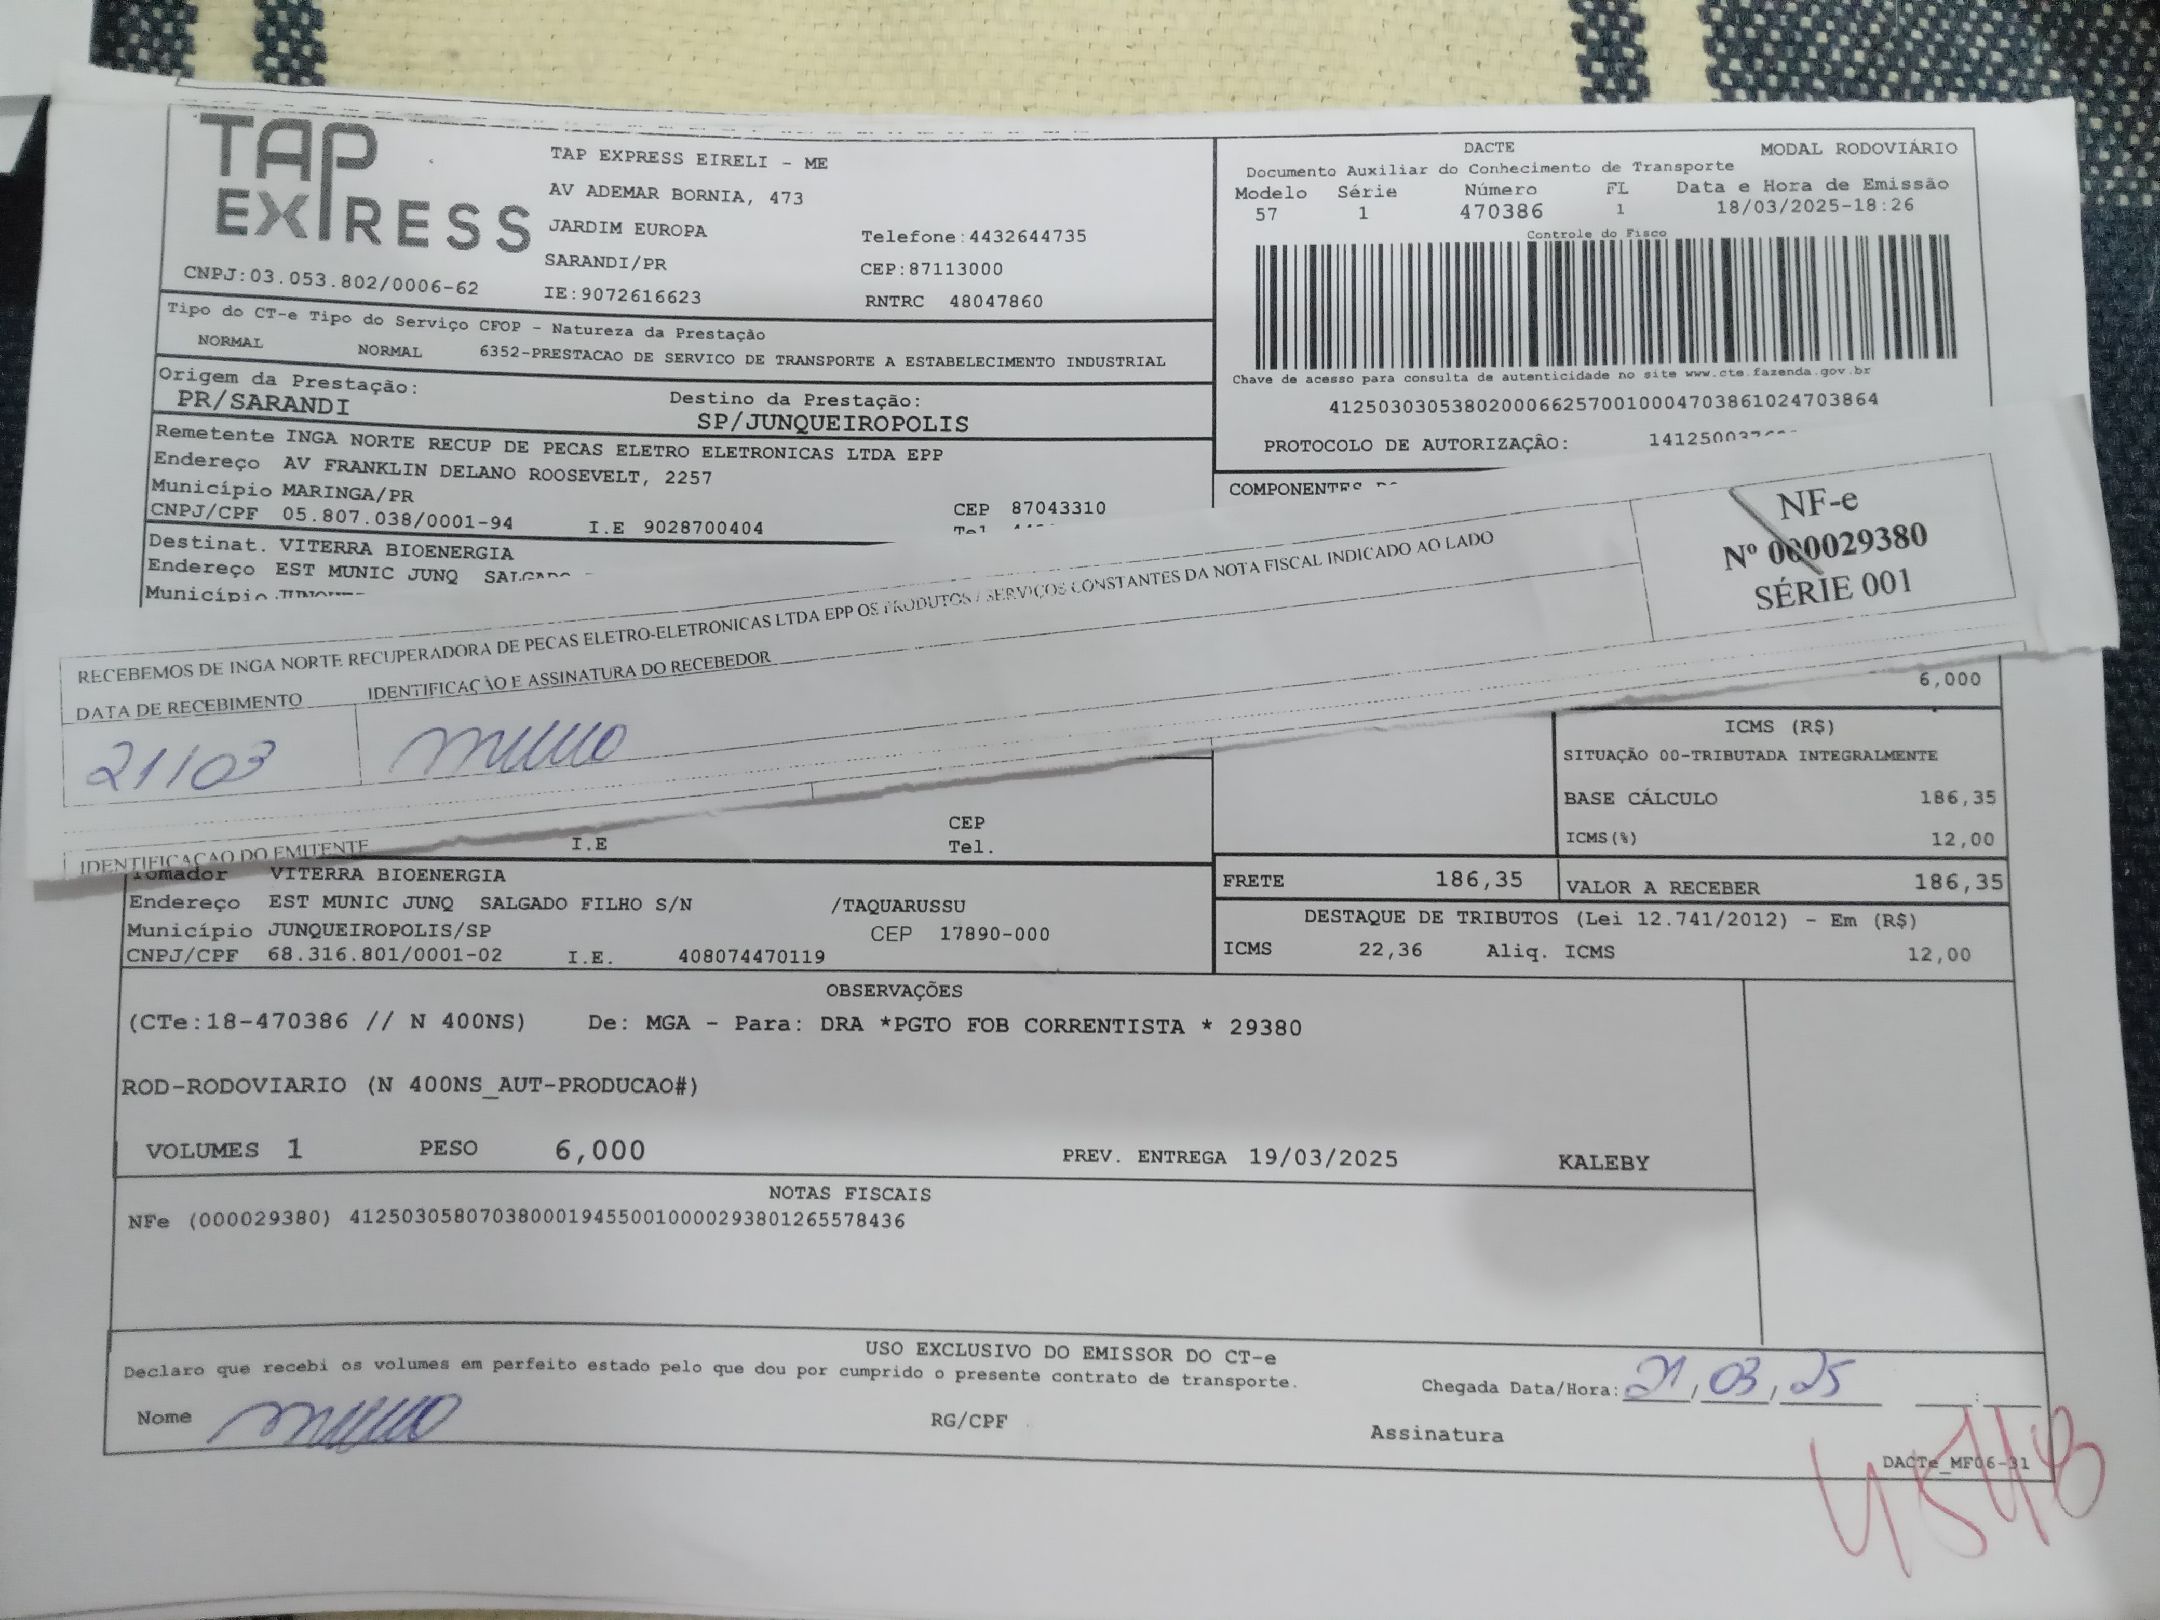 TAP EXPRESS
TAP EXPRESS EIRELI - ME
AV ADEMAR BORNIA, 473
JARDIM EUROPA
Telefone:4432644735
SARANDI/PR
CEP:87113000
CNPJ:03.053.802/0006-62
IE:9072616623
RNTRC 48047860
DACTE
MODAL RODOVIÁRIO
Documento Auxiliar do Conhecimento de Transporte
Modelo Série Número FL Data e Hora de Emissão
57 1 470386 1 18/03/2025-18:26
Controle do Fisco
Chave de acesso para consulta de autenticidade no site www.cte.fazenda.gov.br
41250303053802000662570010004703861024703864
PROTOCOLO DE AUTORIZAÇÃO:
Tipo do CT-e Tipo do Serviço CFOP - Natureza da Prestação
NORMAL NORMAL 6352-PRESTACAO DE SERVICO DE TRANSPORTE A ESTABELECIMENTO INDUSTRIAL
Origem da Prestação:
PR/SARANDI
Destino da Prestação:
SP/JUNQUEIROPOLIS
Remetente INGA NORTE RECUP DE PECAS ELETRO ELETRONICAS LTDA EPP
Endereço AV FRANKLIN DELANO ROOSEVELT, 2257
Município MARINGA/PR
CEP 87043310
CNPJ/CPF 05.807.038/0001-94 I.E 9028700404
Destinat. VITERRA BIOENERGIA
Endereço EST MUNIC JUNQ SALGADO
Município
COMPONENTES
RECEBEMOS DE INGA NORTE RECUPERADORA DE PECAS ELETRO-ELETRONICAS LTDA EPP OS PRODUTOS / SERVIÇOS CONSTANTES DA NOTA FISCAL INDICADO AO LADO
DATA DE RECEBIMENTO
IDENTIFICAÇÃO E ASSINATURA DO RECEBEDOR
21/03
NF-e
Nº 000029380
SÉRIE 001
IDENTIFICAÇAO DO EMITENTE
6,000
ICMS (R$)
SITUAÇÃO 00-TRIBUTADA INTEGRALMENTE
BASE CÁLCULO 186,35
ICMS(%) 12,00
CEP
I.E Tel.
FRETE 186,35
VALOR A RECEBER 186,35
DESTAQUE DE TRIBUTOS (Lei 12.741/2012) - Em (R$)
ICMS 22,36 Aliq. ICMS 12,00
Tomador VITERRA BIOENERGIA
Endereço EST MUNIC JUNQ SALGADO FILHO S/N /TAQUARUSSU
Município JUNQUEIROPOLIS/SP CEP 17890-000
CNPJ/CPF 68.316.801/0001-02 I.E. 408074470119
OBSERVAÇÕES
(CTe:18-470386 // N 400NS) De: MGA - Para: DRA *PGTO FOB CORRENTISTA * 29380
ROD-RODOVIARIO (N 400NS_AUT-PRODUCAO#)
VOLUMES 1 PESO 6,000 PREV. ENTREGA 19/03/2025 KALEBY
NOTAS FISCAIS
NFe (000029380) 41250305807038000194550010000293801265578436
USO EXCLUSIVO DO EMISSOR DO CT-e
Declaro que recebi os volumes em perfeito estado pelo que dou por cumprido o presente contrato de transporte.
Chegada Data/Hora: 21/03/25
Nome
RG/CPF
Assinatura
DACTe_MF06-31